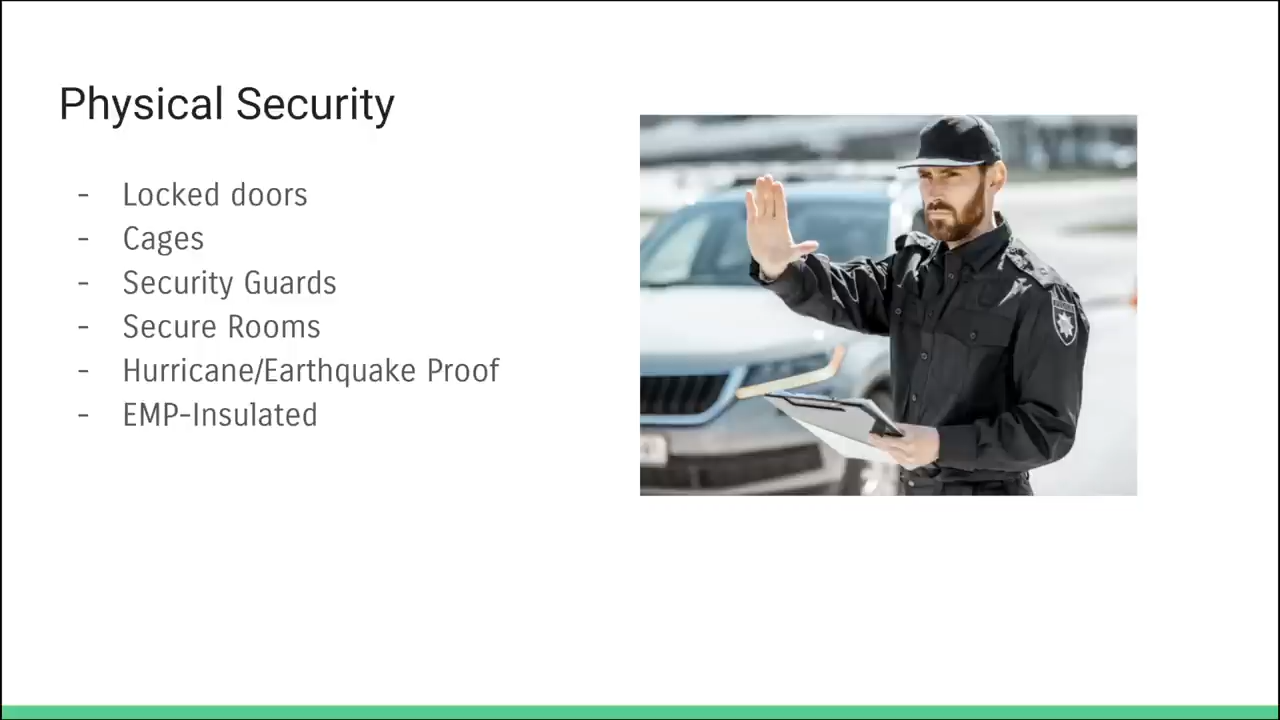 Physical Security
- Locked doors
- Cages
- Security Guards
- Secure Rooms
- Hurricane/Earthquake Proof
- EMP-Insulated